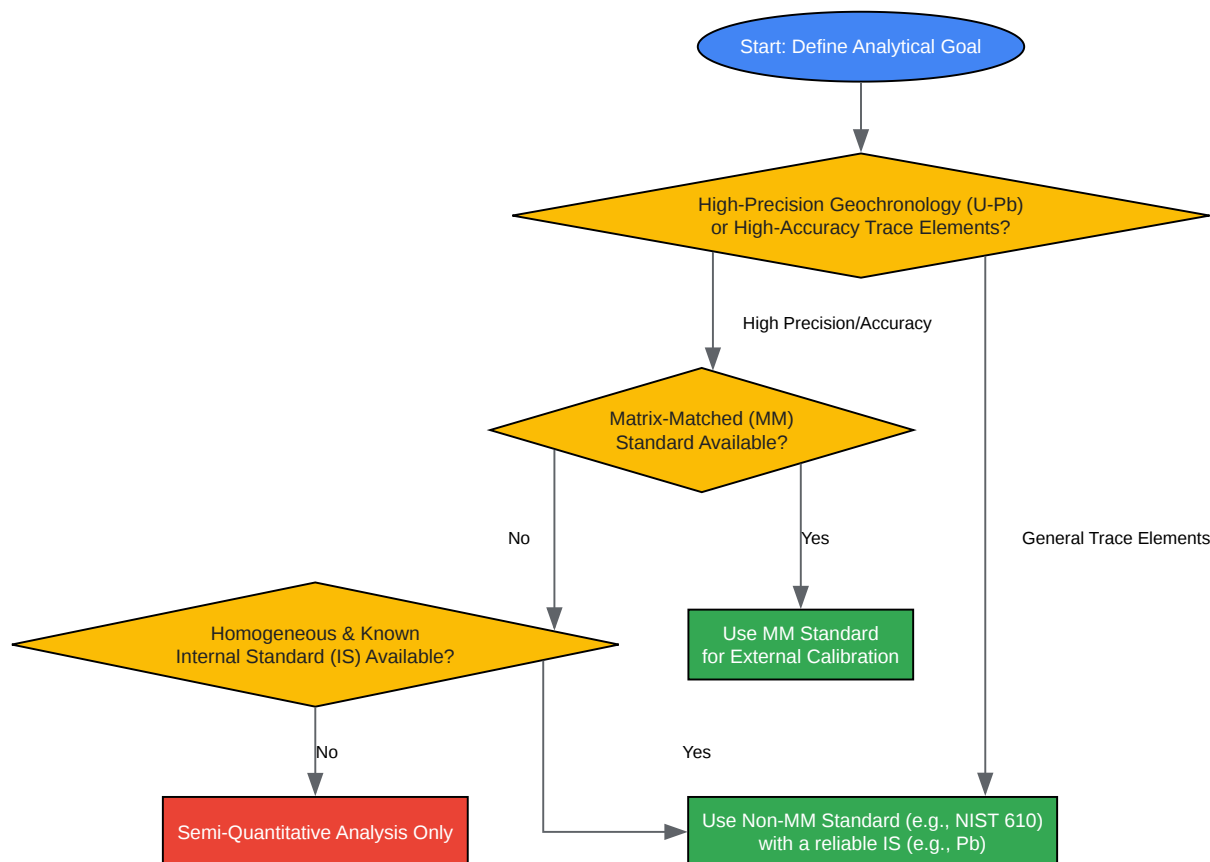 Start: Define Analytical Goal
High-Precision Geochronology (U-Pb)
or High-Accuracy Trace Elements?
High Precision/Accuracy
Matrix-Matched (MM)
Standard Available?
No
Yes
General Trace Elements
Homogeneous & Known
Internal Standard (IS) Available?
Use MM Standard
for External Calibration
No
Yes
Semi-Quantitative Analysis Only
Use Non-MM Standard (e.g., NIST 610)
with a reliable IS (e.g., Pb)